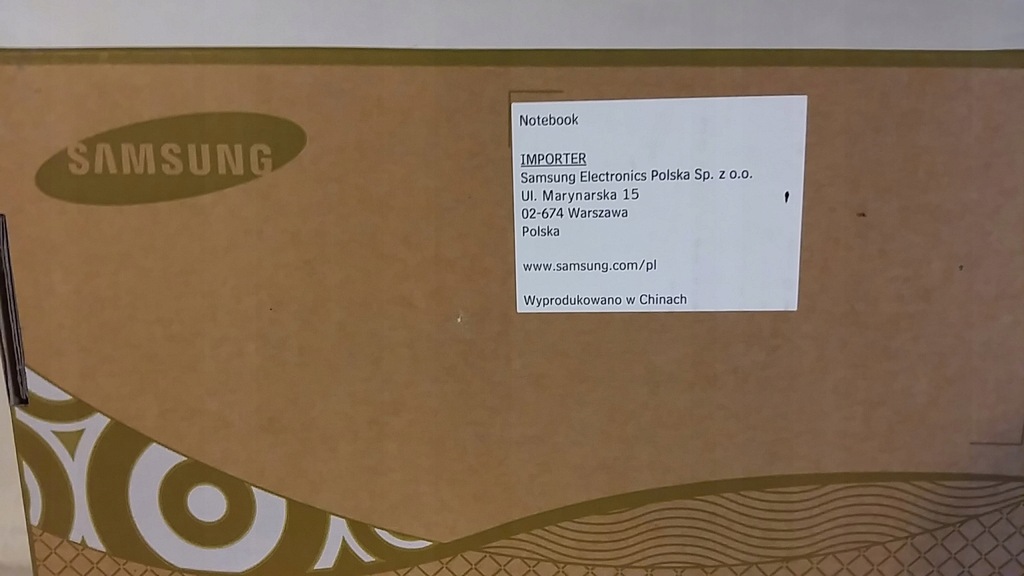 SAMSUNG
Notebook
IMPORTER
Samsung Electronics Polska Sp. z o.o.
Ul. Marynarska 15
02-674 Warszawa
Polska
www.samsung.com/pl
Wyprodukowano w Chinach